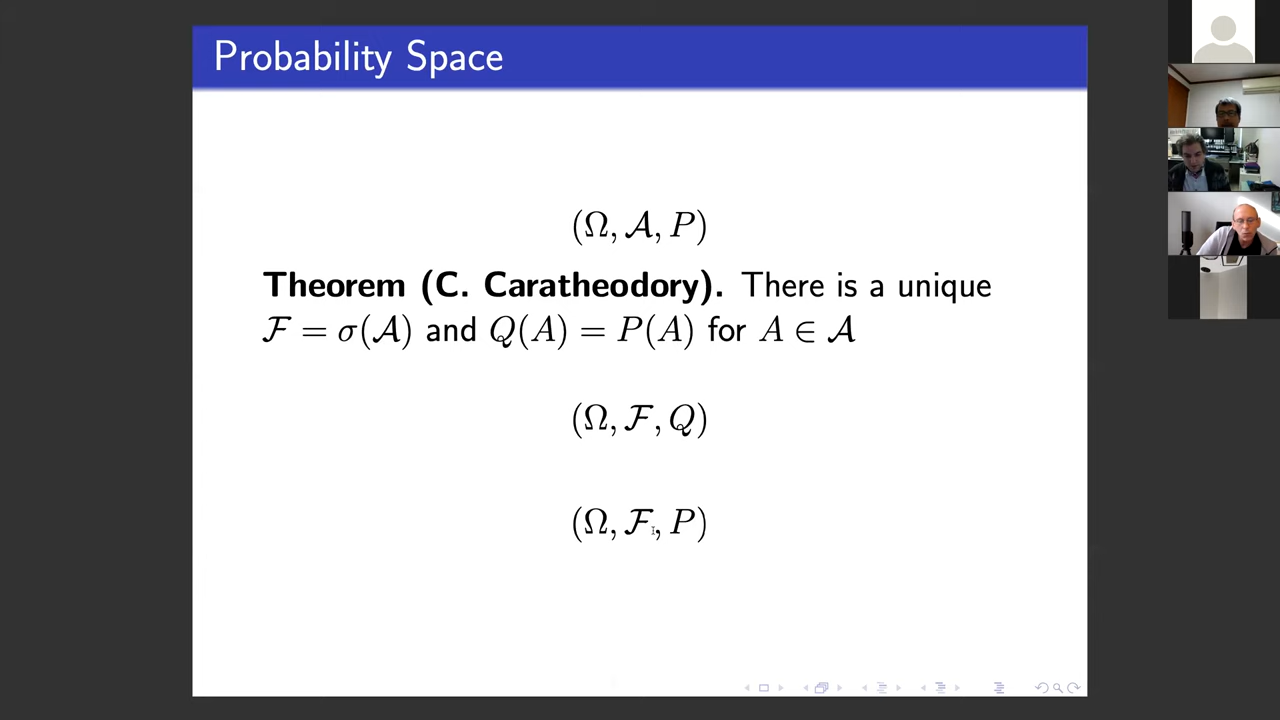 Probability Space
(Ω, 𝒜, P)
Theorem (C. Caratheodory). There is a unique
ℱ = σ(𝒜) and Q(A) = P(A) for A ∈ 𝒜
(Ω, ℱ, Q)
(Ω, ℱ, P)